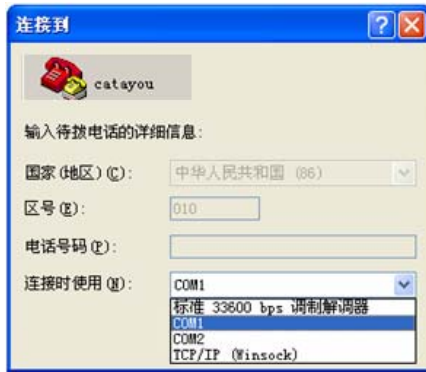 连接到
catayou
输入待拨电话的详细信息:
国家(地区)(C): 中华人民共和国 (86)
区号(E): 010
电话号码(P):
连接时使用(N): COM1
标准 33600 bps 调制解调器
COM1
COM2
TCP/IP (Winsock)